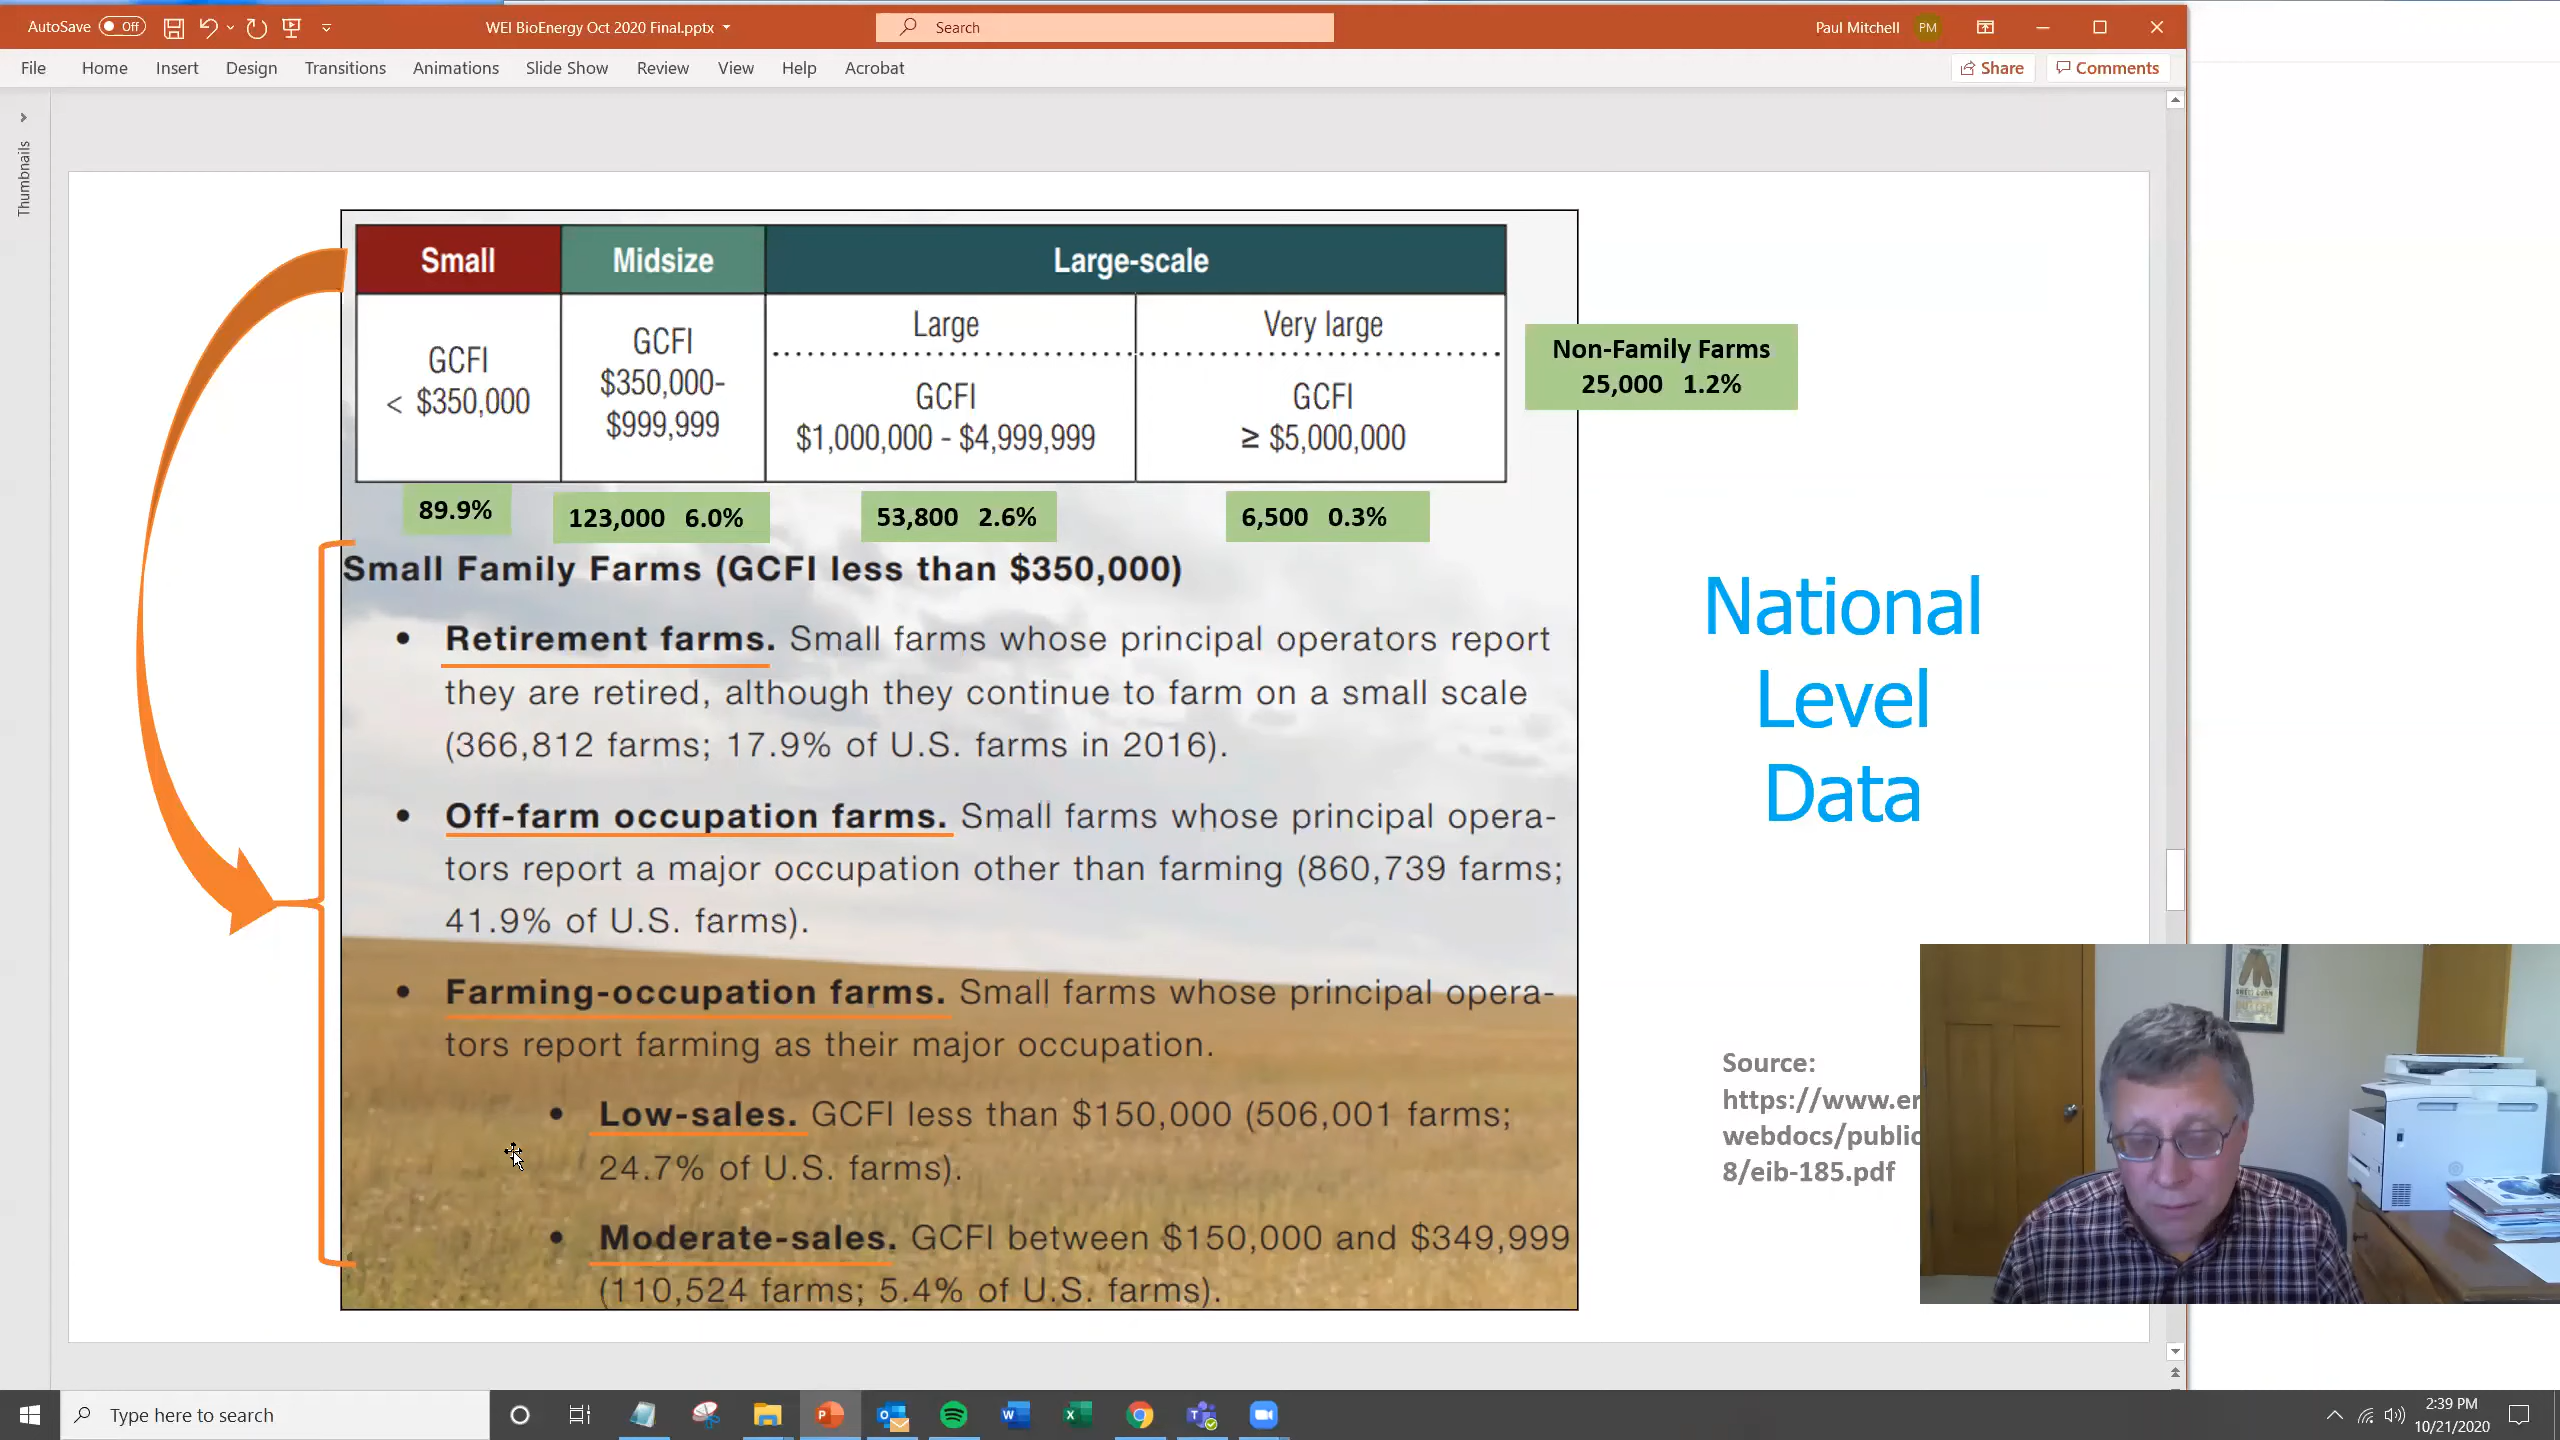 AutoSave Off
WEI BioEnergy Oct 2020 Final.pptx
Search
Paul Mitchell PM
File Home Insert Design Transitions Animations Slide Show Review View Help Acrobat
Share Comments
Thumbnails
Small Midsize Large-scale
GCFI
< $350,000
GCFI
$350,000-
$999,999
Large
GCFI
$1,000,000 - $4,999,999
Very large
GCFI
≥ $5,000,000
Non-Family Farms
25,000 1.2%
89.9%
123,000 6.0%
53,800 2.6%
6,500 0.3%
Small Family Farms (GCFI less than $350,000)
• Retirement farms. Small farms whose principal operators report
they are retired, although they continue to farm on a small scale
(366,812 farms; 17.9% of U.S. farms in 2016).
• Off-farm occupation farms. Small farms whose principal opera-
tors report a major occupation other than farming (860,739 farms;
41.9% of U.S. farms).
• Farming-occupation farms. Small farms whose principal opera-
tors report farming as their major occupation.
• Low-sales. GCFI less than $150,000 (506,001 farms;
24.7% of U.S. farms).
• Moderate-sales. GCFI between $150,000 and $349,999
(110,524 farms; 5.4% of U.S. farms).
National
Level
Data
Source:
https://www.er
webdocs/public
8/eib-185.pdf
Type here to search
2:39 PM
10/21/2020